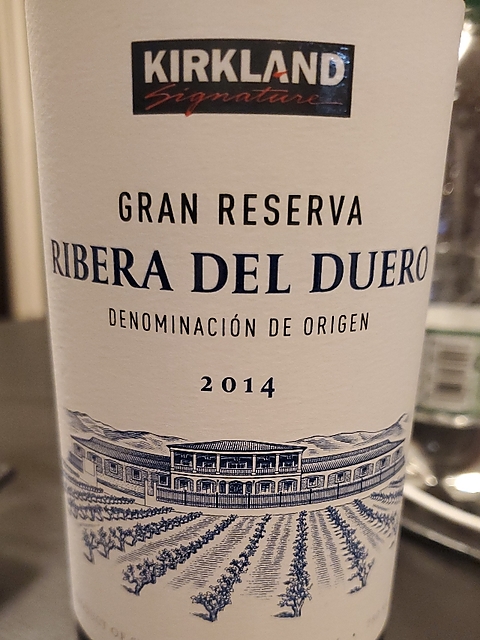 KIRKLAND
Signature
GRAN RESERVA
RIBERA DEL DUERO
DENOMINACIÓN DE ORIGEN
2014